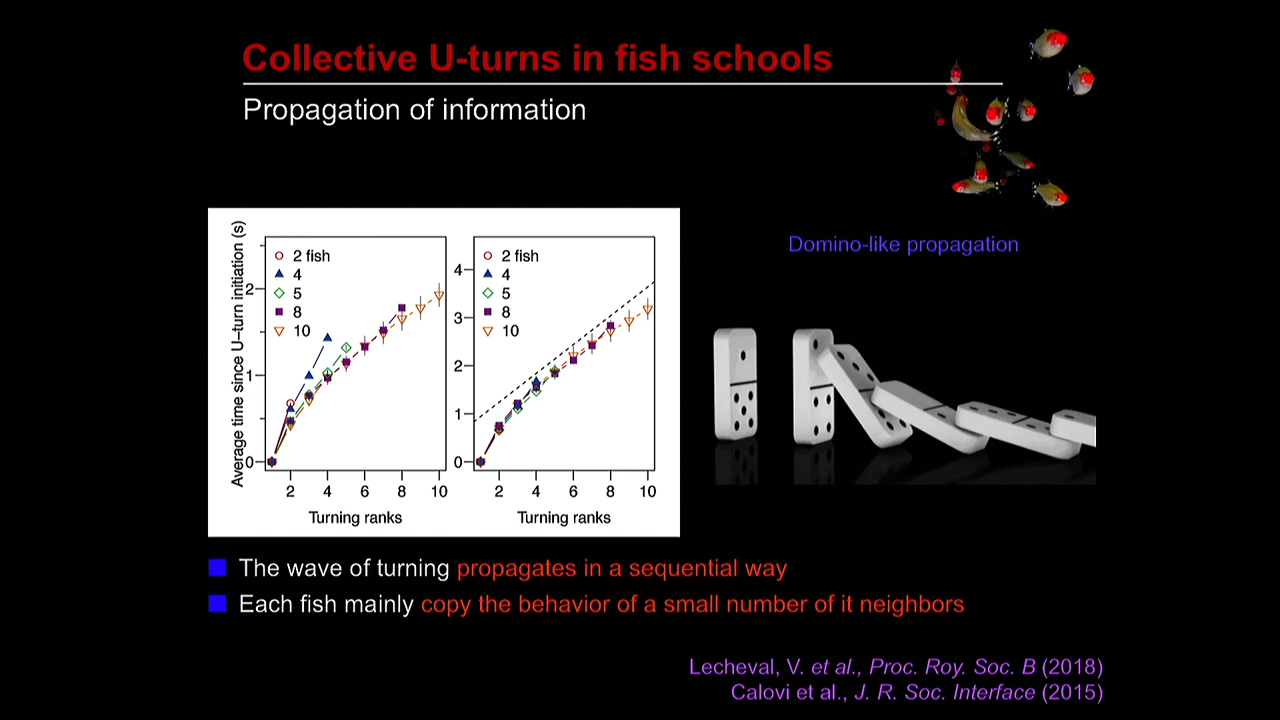 Collective U-turns in fish schools
Propagation of information
Domino-like propagation
Average time since U–turn initiation (s)
2 fish
4
5
8
10
2
1
0
2 4 6 8 10
Turning ranks
2 fish
4
5
8
10
4
3
2
1
0
2 4 6 8 10
Turning ranks
The wave of turning propagates in a sequential way
Each fish mainly copy the behavior of a small number of it neighbors
Lecheval, V. et al., Proc. Roy. Soc. B (2018)
Calovi et al., J. R. Soc. Interface (2015)